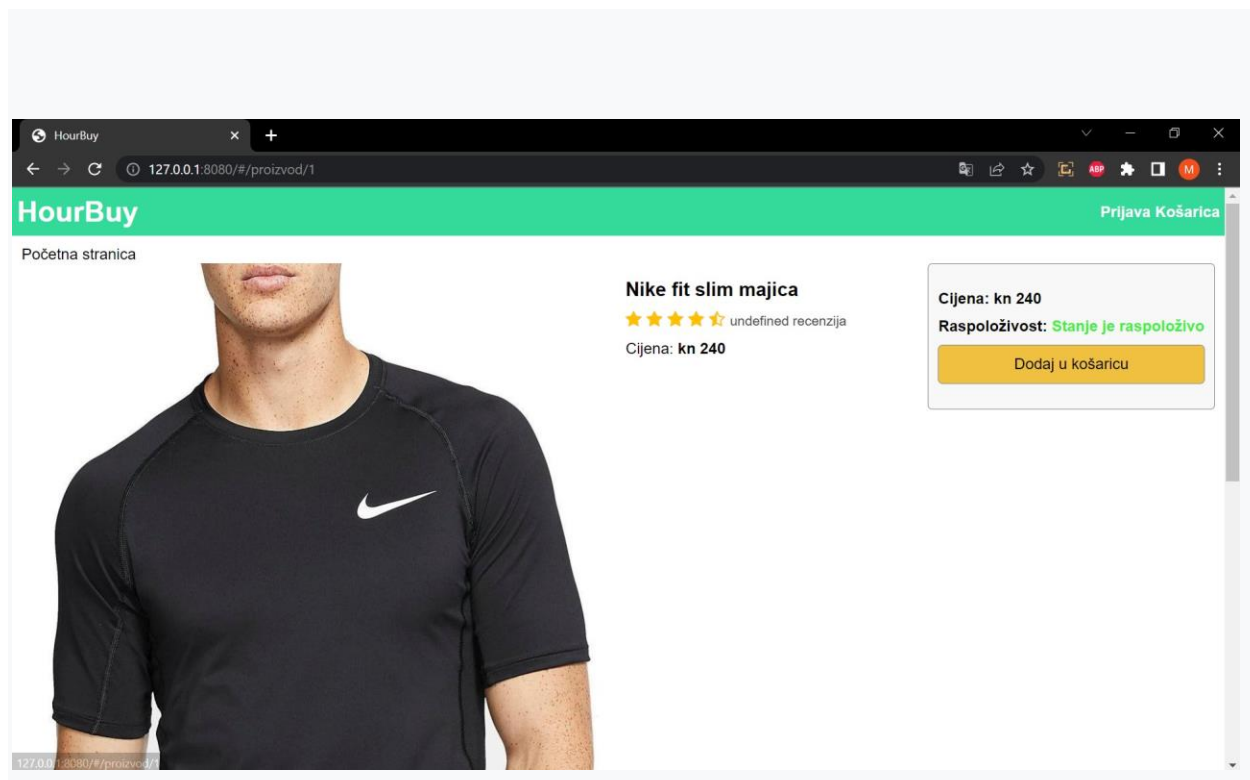 HourBuy
127.0.0.1:8080/#/proizvod/1
ABP
M
HourBuy
Prijava Košarica
Početna stranica
Nike fit slim majica
undefined recenzija
Cijena: kn 240
Cijena: kn 240
Raspoloživost: Stanje je raspoloživo
Dodaj u košaricu
127.0.0.1:8080/#/proizvod/1